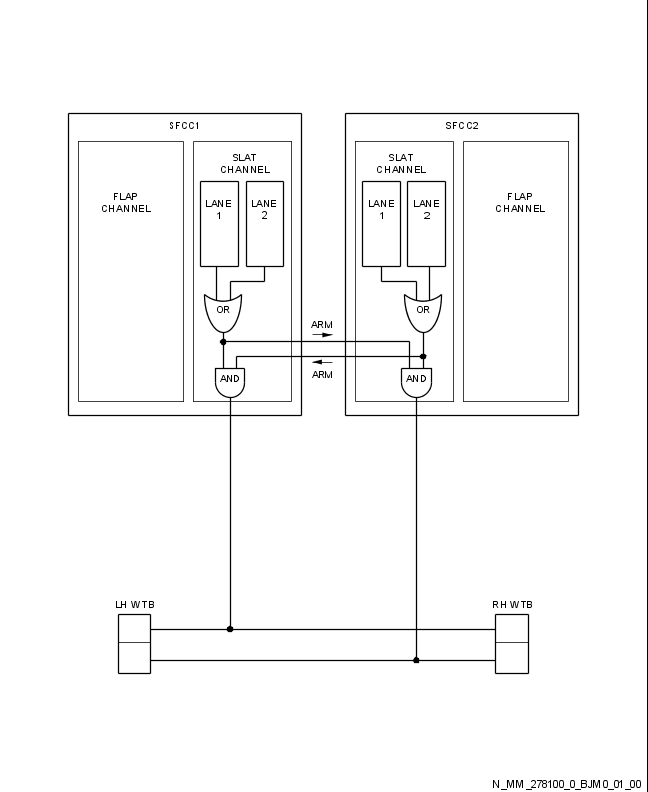 SFCC1
SFCC2
FLAP
CHANNEL
SLAT
CHANNEL
LANE
1
LANE
2
SLAT
CHANNEL
LANE
1
LANE
2
FLAP
CHANNEL
OR
OR
ARM
ARM
AND
AND
LH WTB
RH WTB
N_MM_278100_0_BJM0_01_00